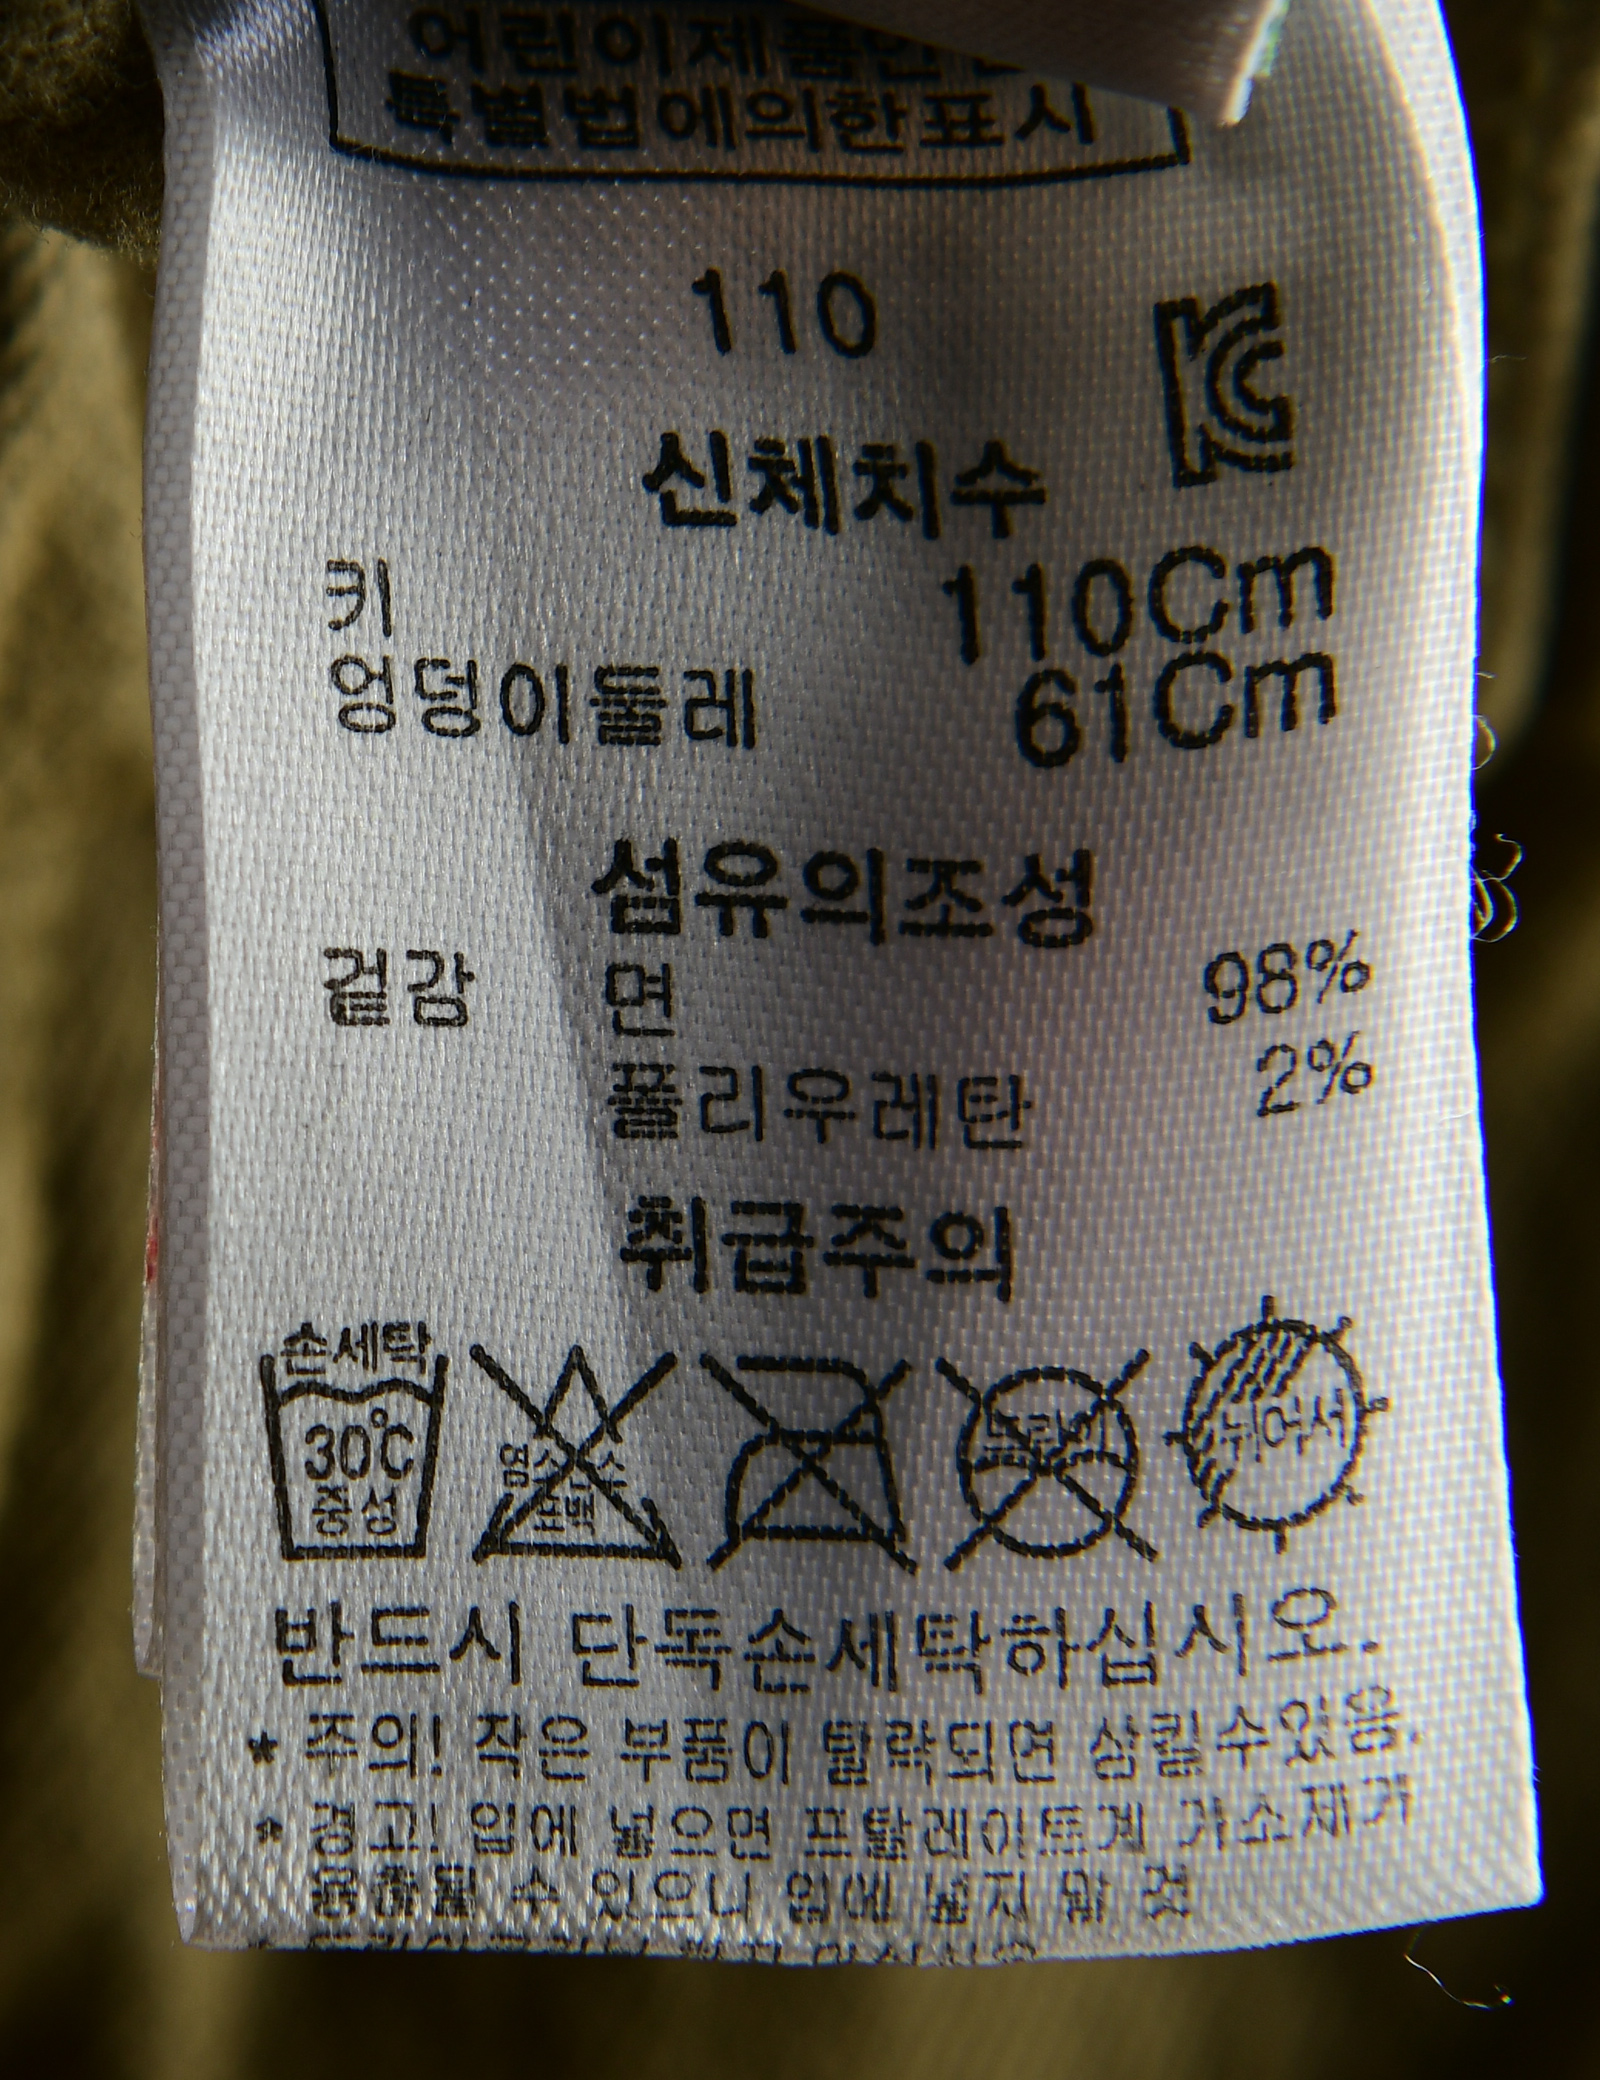 어린이제품안전
특별법에의한표시
110
신체치수
키 110Cm
엉덩이둘레 61Cm
섬유의조성
겉감 면 98%
폴리우레탄 2%
취급주의
손세탁
30℃
중성
염소산소
표백
드라이
뉘어서
반드시 단독손세탁하십시오.
* 주의! 작은 부품이 탈락되면 삼킬수있음.
* 경고! 입에 넣으면 프탈레이트계 가소제가
용출될 수 있으니 입에 넣지 말 것